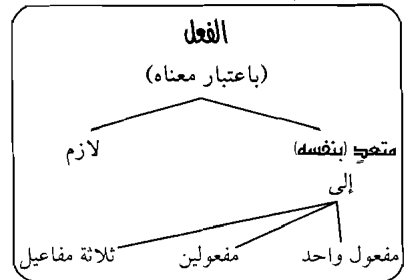 الفعل
(باعتبار معناه)
متعدٍ (بنفسه) لازم
إلى
مفعول واحد مفعولين ثلاثة مفاعيل